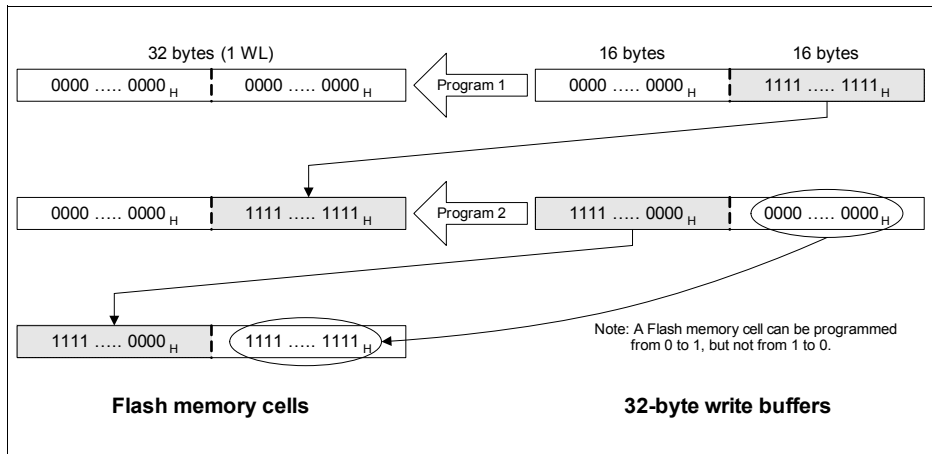 32 bytes (1 WL) 16 bytes 16 bytes
0000 ..... 0000 H 0000 ..... 0000 H Program 1 0000 ..... 0000 H 1111 ..... 1111 H
0000 ..... 0000 H 1111 ..... 1111 H Program 2 1111 ..... 0000 H 0000 ..... 0000 H
1111 ..... 0000 H 1111 ..... 1111 H
Note: A Flash memory cell can be programmed
from 0 to 1, but not from 1 to 0.
Flash memory cells 32-byte write buffers